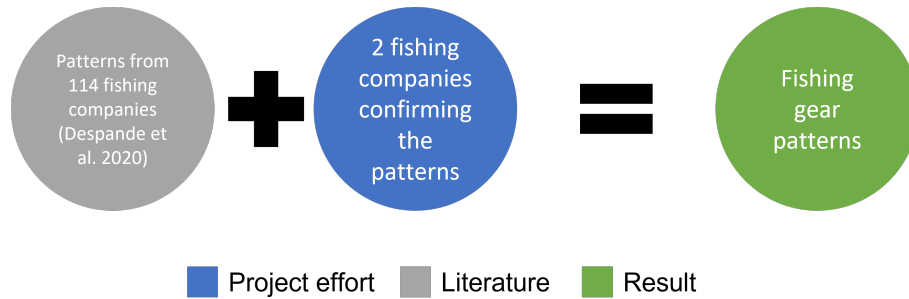 Patterns from
114 fishing
companies
(Despande et
al. 2020)
2 fishing
companies
confirming
the
patterns
Fishing
gear
patterns
Project effort
Literature
Result